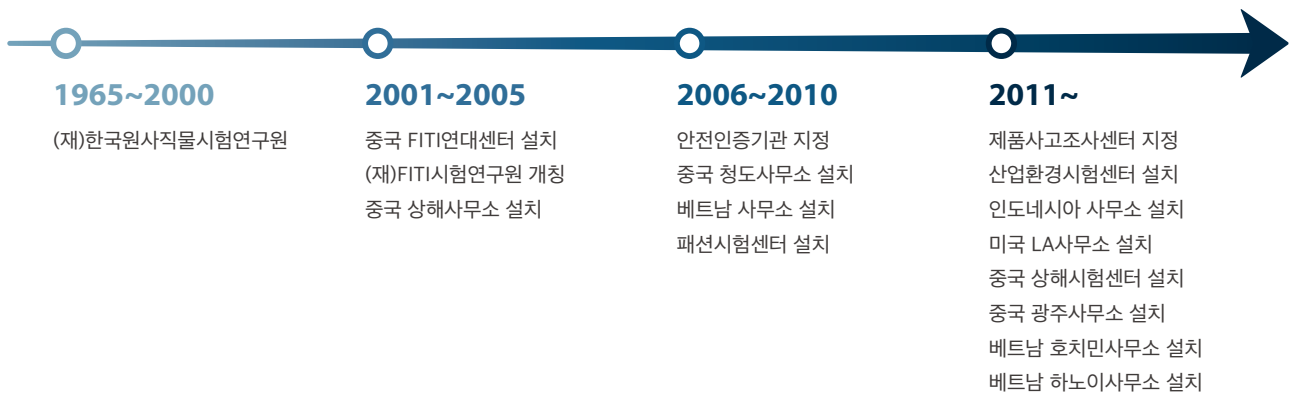 1965~2000
(재)한국원사직물시험연구원
2001~2005
중국 FITI연대센터 설치
(재)FITI시험연구원 개칭
중국 상해사무소 설치
2006~2010
안전인증기관 지정
중국 청도사무소 설치
베트남 사무소 설치
패션시험센터 설치
2011~
제품사고조사센터 지정
산업환경시험센터 설치
인도네시아 사무소 설치
미국 LA사무소 설치
중국 상해시험센터 설치
중국 광주사무소 설치
베트남 호치민사무소 설치
베트남 하노이사무소 설치